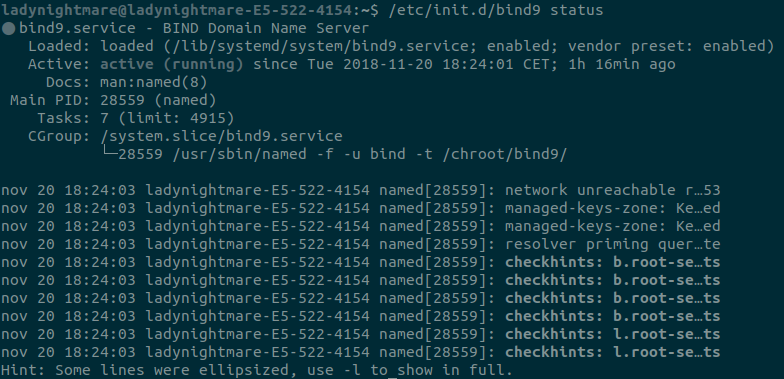 ladynightmare@ladynightmare-E5-522-4154:~$ /etc/init.d/bind9 status
● bind9.service - BIND Domain Name Server
   Loaded: loaded (/lib/systemd/system/bind9.service; enabled; vendor preset: enabled)
   Active: active (running) since Tue 2018-11-20 18:24:01 CET; 1h 16min ago
     Docs: man:named(8)
 Main PID: 28559 (named)
    Tasks: 7 (limit: 4915)
   CGroup: /system.slice/bind9.service
           └─28559 /usr/sbin/named -f -u bind -t /chroot/bind9/

nov 20 18:24:03 ladynightmare-E5-522-4154 named[28559]: network unreachable r…53
nov 20 18:24:03 ladynightmare-E5-522-4154 named[28559]: managed-keys-zone: Ke…ed
nov 20 18:24:03 ladynightmare-E5-522-4154 named[28559]: managed-keys-zone: Ke…ed
nov 20 18:24:03 ladynightmare-E5-522-4154 named[28559]: resolver priming quer…te
nov 20 18:24:03 ladynightmare-E5-522-4154 named[28559]: checkhints: b.root-se…ts
nov 20 18:24:03 ladynightmare-E5-522-4154 named[28559]: checkhints: b.root-se…ts
nov 20 18:24:03 ladynightmare-E5-522-4154 named[28559]: checkhints: b.root-se…ts
nov 20 18:24:03 ladynightmare-E5-522-4154 named[28559]: checkhints: b.root-se…ts
nov 20 18:24:03 ladynightmare-E5-522-4154 named[28559]: checkhints: l.root-se…ts
nov 20 18:24:03 ladynightmare-E5-522-4154 named[28559]: checkhints: l.root-se…ts
Hint: Some lines were ellipsized, use -l to show in full.